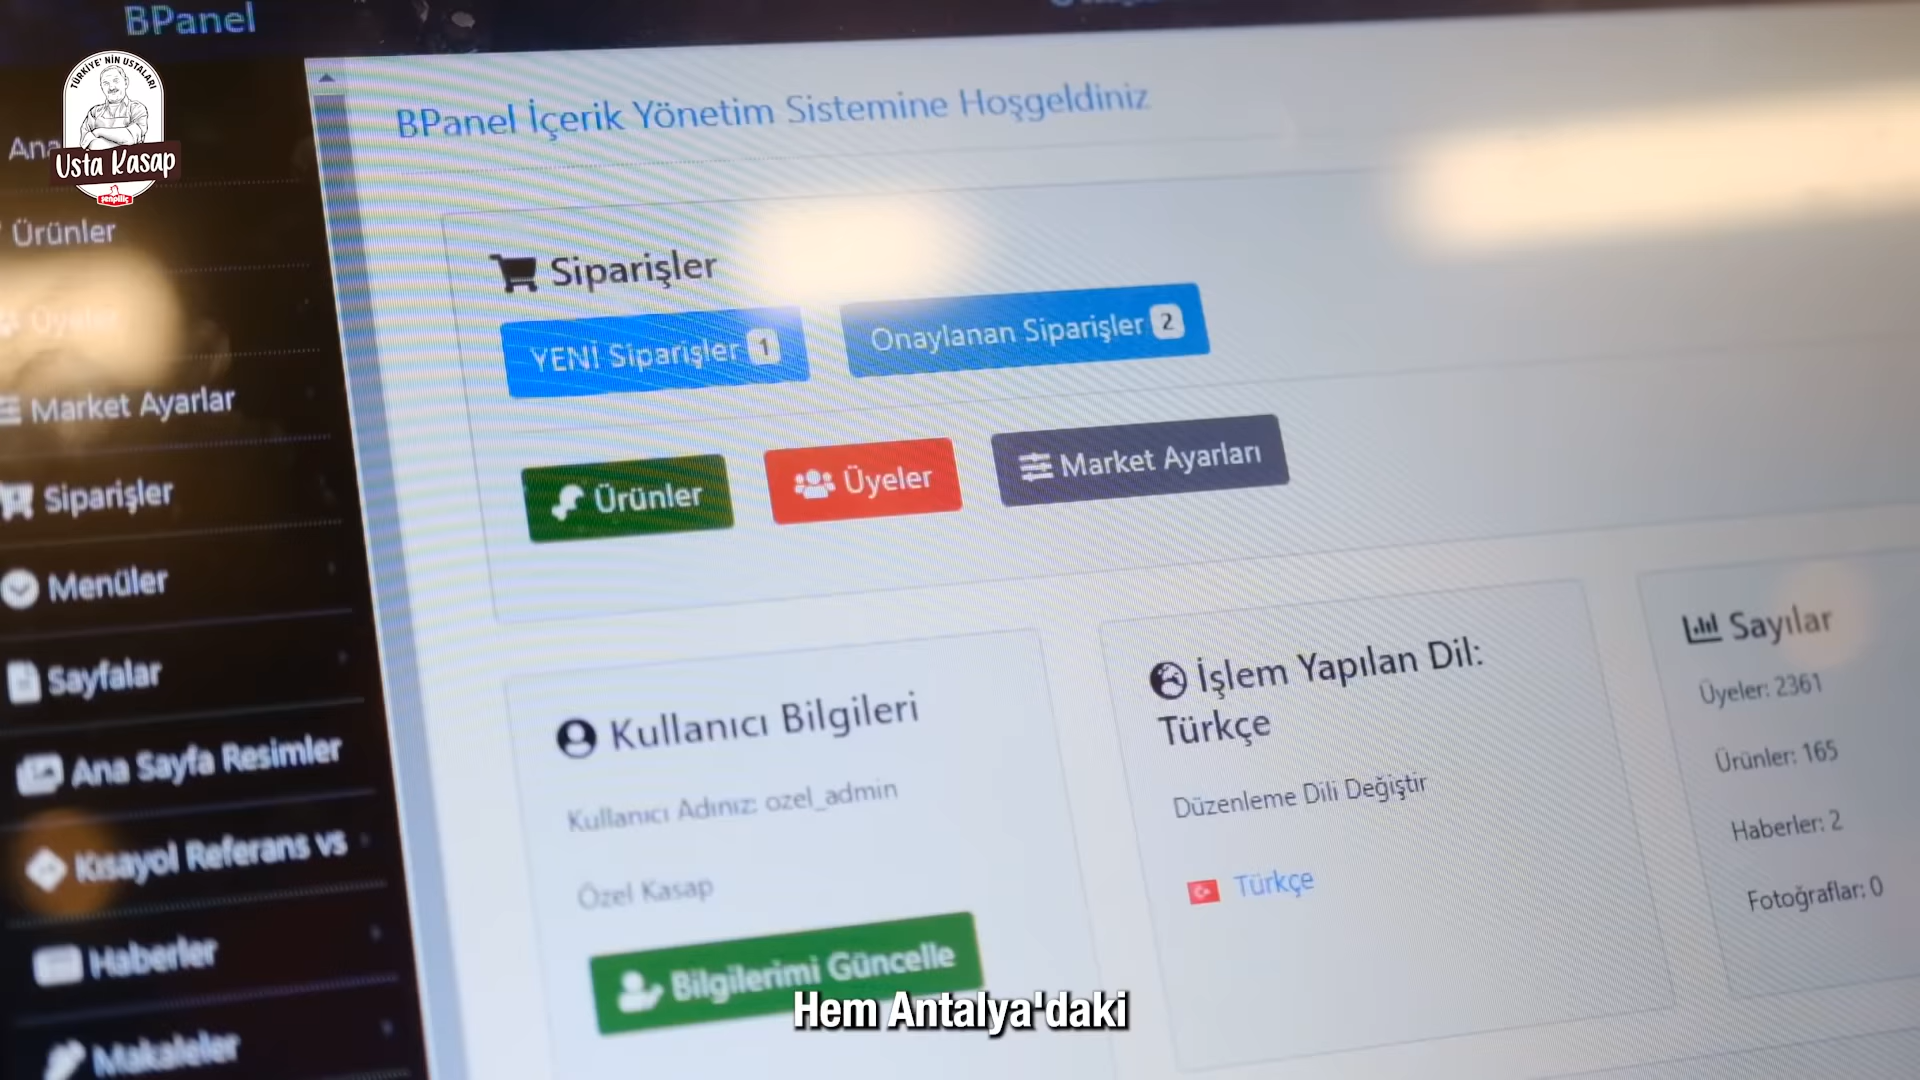 BPanel
TÜRKİYE'NİN USTALARI
Usta Kasap
şenpiliç
BPanel İçerik Yönetim Sistemine Hoşgeldiniz
Ürünler
Üyeler
Market Ayarlar
Siparişler
Menüler
Sayfalar
Ana Sayfa Resimler
Kısayol Referans vs
Haberler
Makaleler
Siparişler
YENİ Siparişler 1
Onaylanan Siparişler 2
Ürünler
Üyeler
Market Ayarları
Kullanıcı Bilgileri
Kullanıcı Adınız: ozel_admin
Özel Kasap
Bilgilerimi Güncelle
İşlem Yapılan Dil:
Türkçe
Düzenleme Dili Değiştir
Türkçe
Sayılar
Üyeler: 2361
Ürünler: 165
Haberler: 2
Fotoğraflar: 0
Hem Antalya'daki